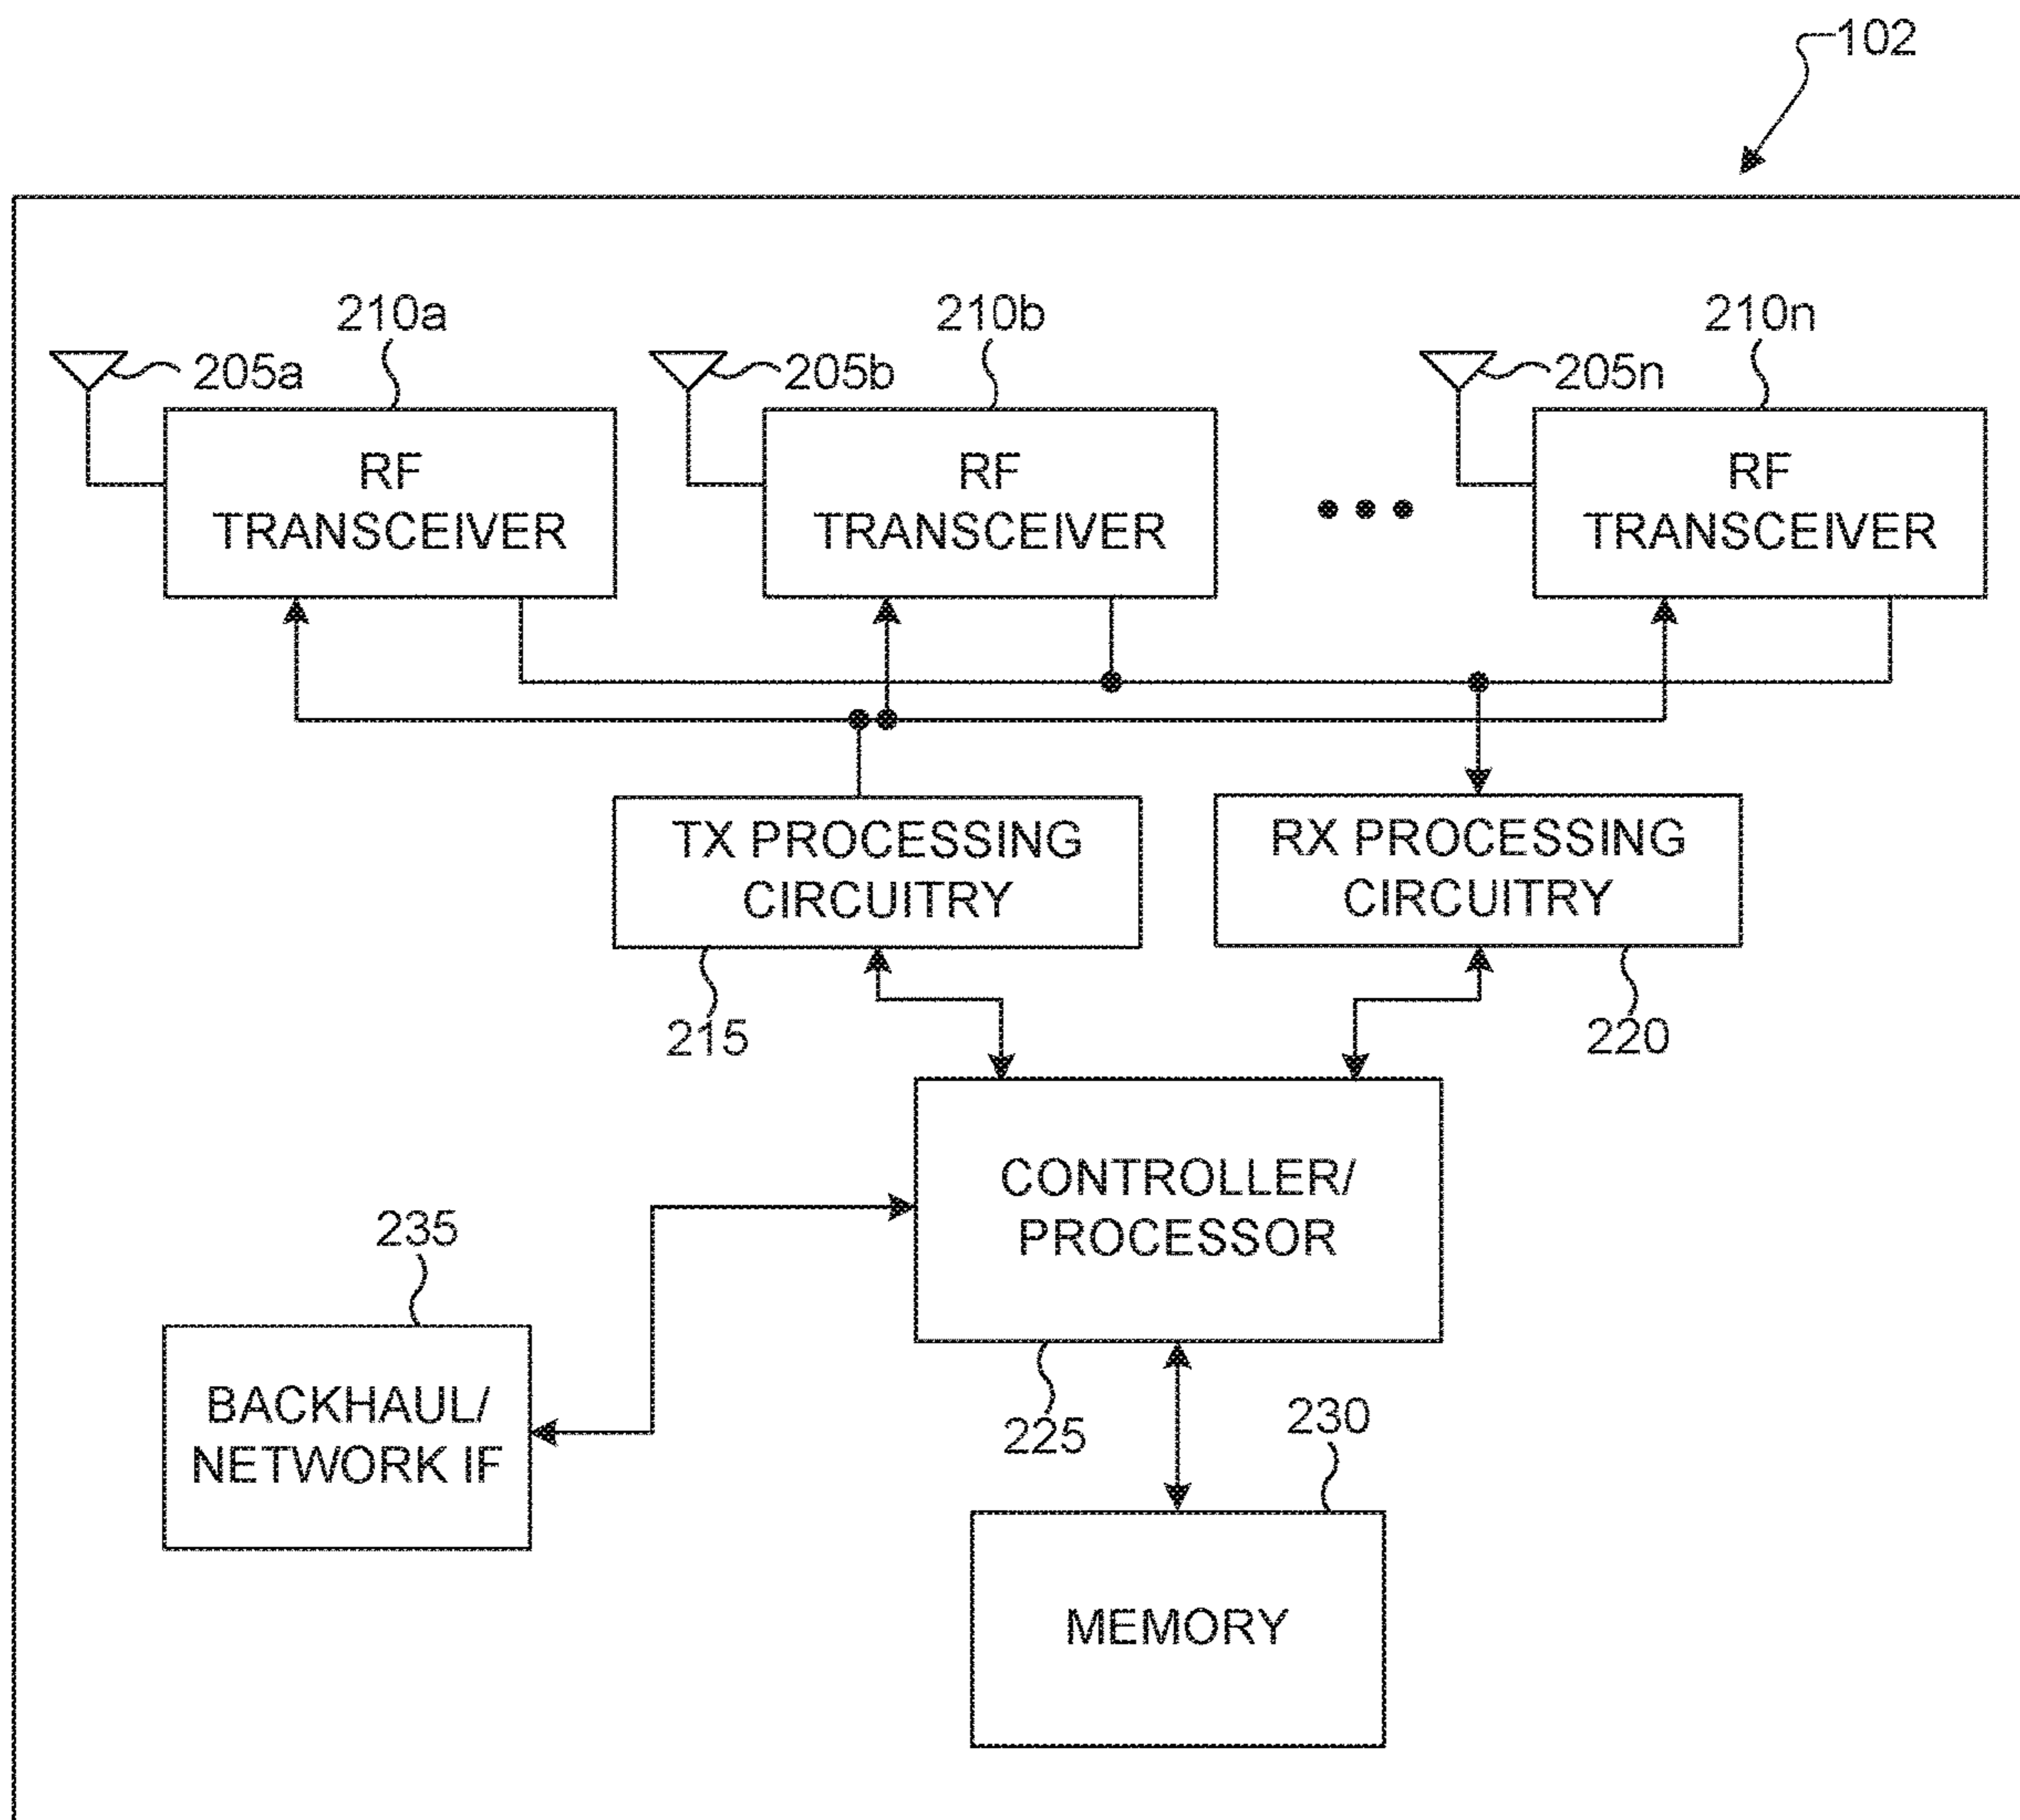 102
210a
210b
210n
205a
205b
205n
RF
TRANSCEIVER
RF
TRANSCEIVER
RF
TRANSCEIVER
TX PROCESSING
CIRCUITRY
RX PROCESSING
CIRCUITRY
215
220
CONTROLLER/
PROCESSOR
235
225
230
BACKHAUL/
NETWORK IF
MEMORY